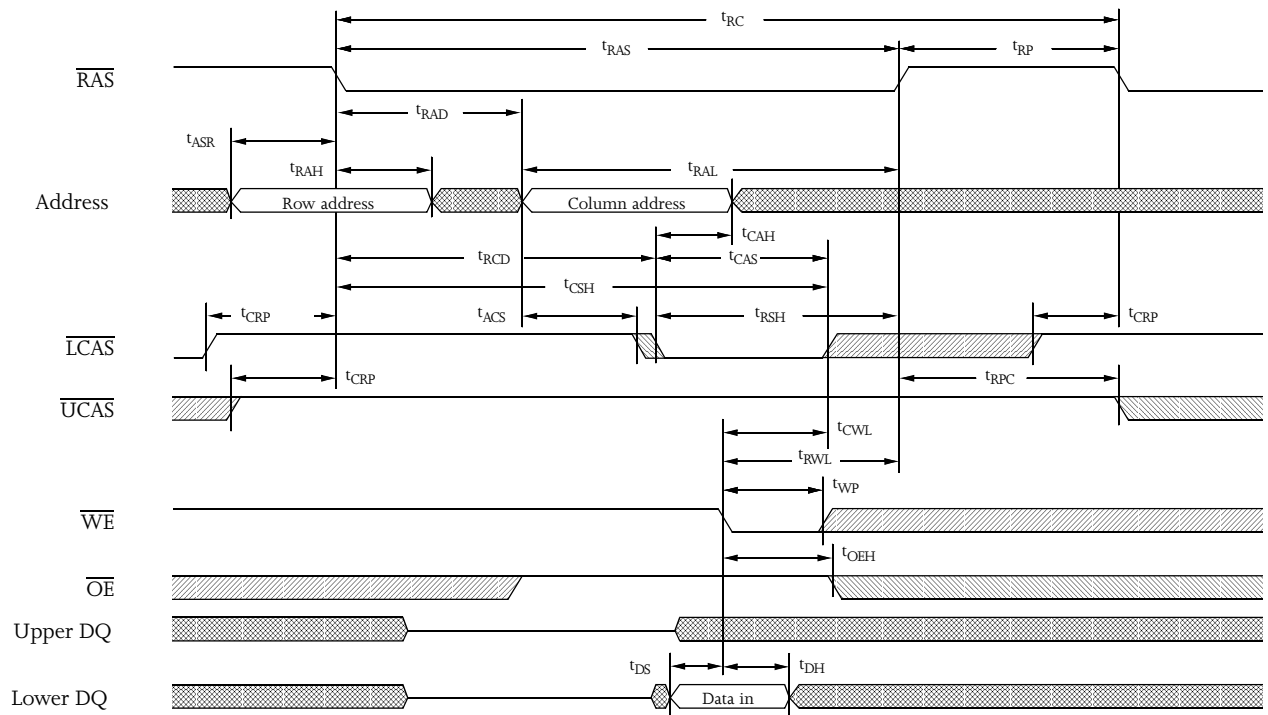 tRC
tRAS
tRP
RAS
tRAD
tASR
tRAH
tRAL
Address
Row address
Column address
tCAH
tRCD
tCAS
tCSH
tCRP
tACS
tRSH
tCRP
LCAS
tCRP
tRPC
UCAS
tCWL
tRWL
tWP
WE
tOEH
OE
Upper DQ
tDS
tDH
Lower DQ
Data in